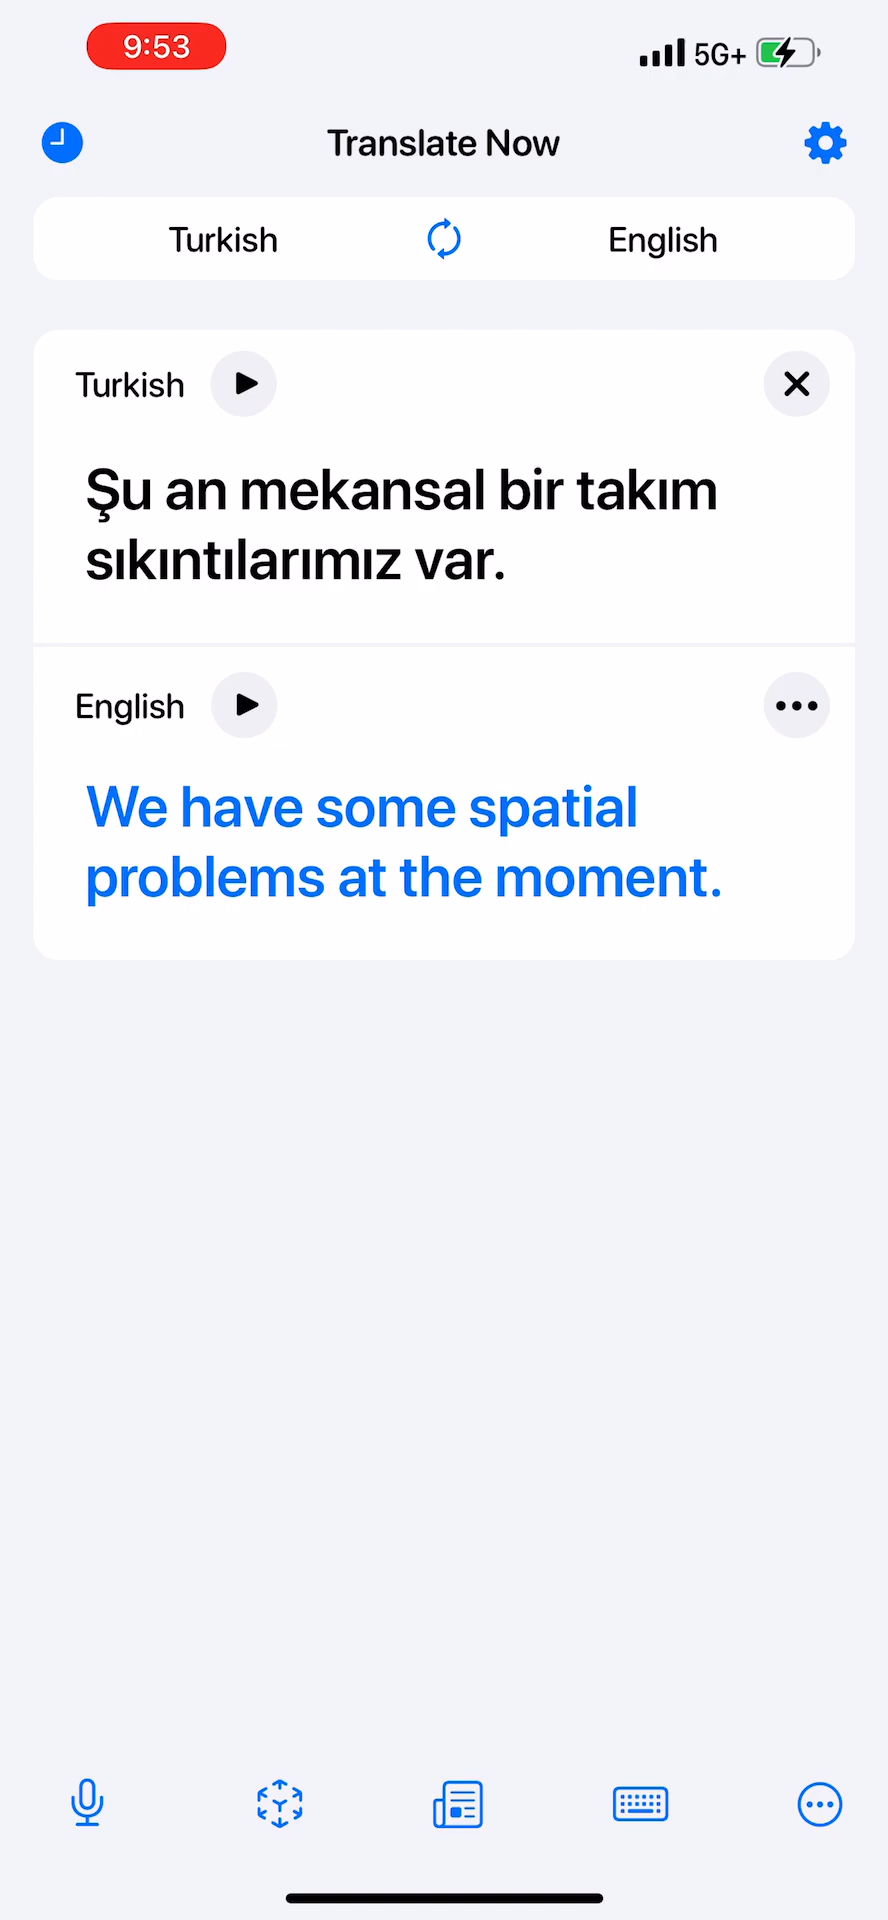 9:53
5G+
Translate Now
Turkish
English
Turkish
Şu an mekansal bir takım
sıkıntılarımız var.
English
We have some spatial
problems at the moment.